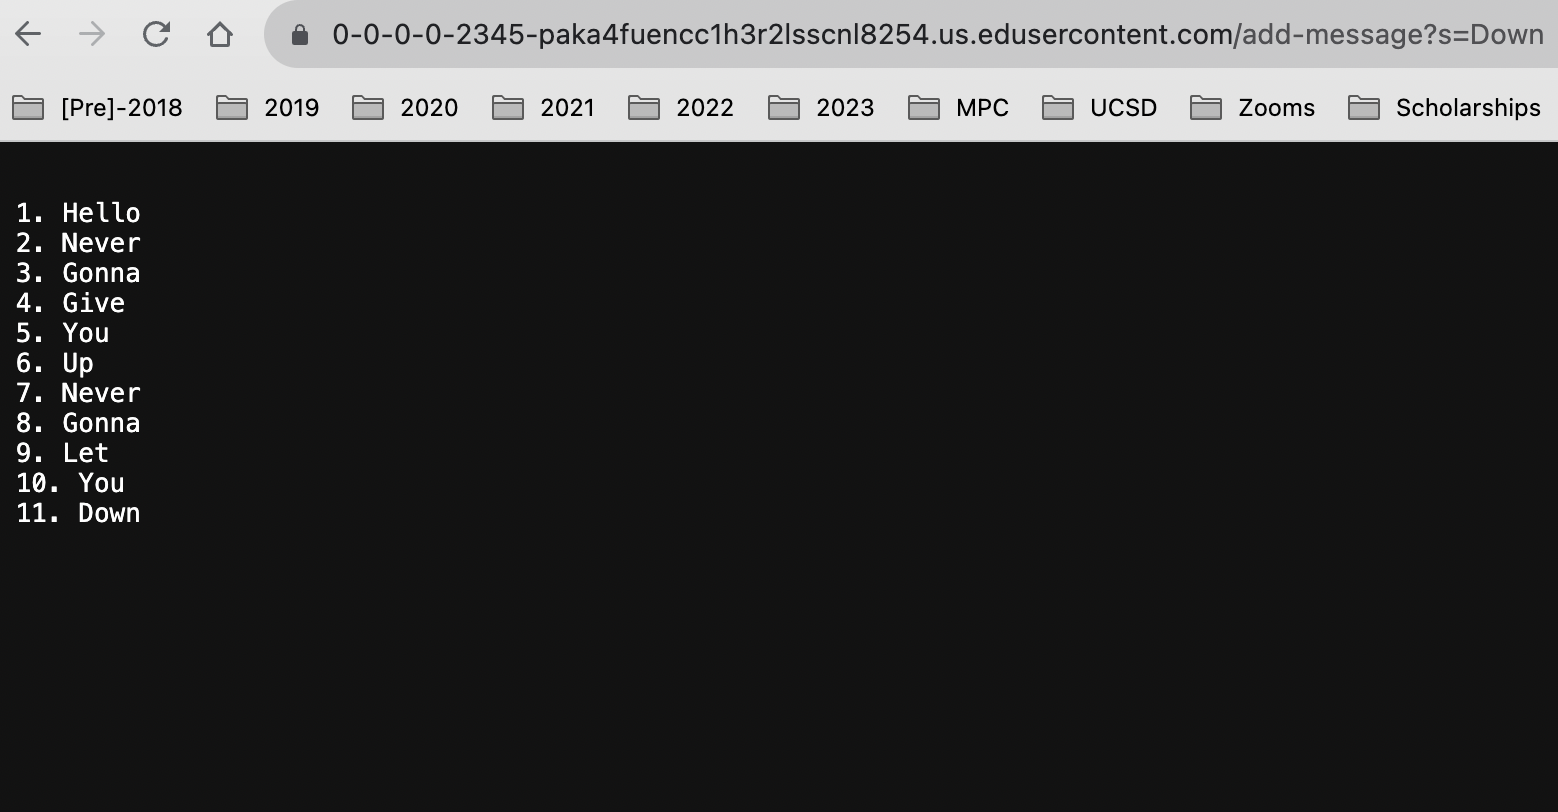 0-0-0-0-2345-paka4fuencc1h3r2lsscnl8254.us.edusercontent.com/add-message?s=Down
[Pre]-2018 2019 2020 2021 2022 2023 MPC UCSD Zooms Scholarships
1. Hello
2. Never
3. Gonna
4. Give
5. You
6. Up
7. Never
8. Gonna
9. Let
10. You
11. Down